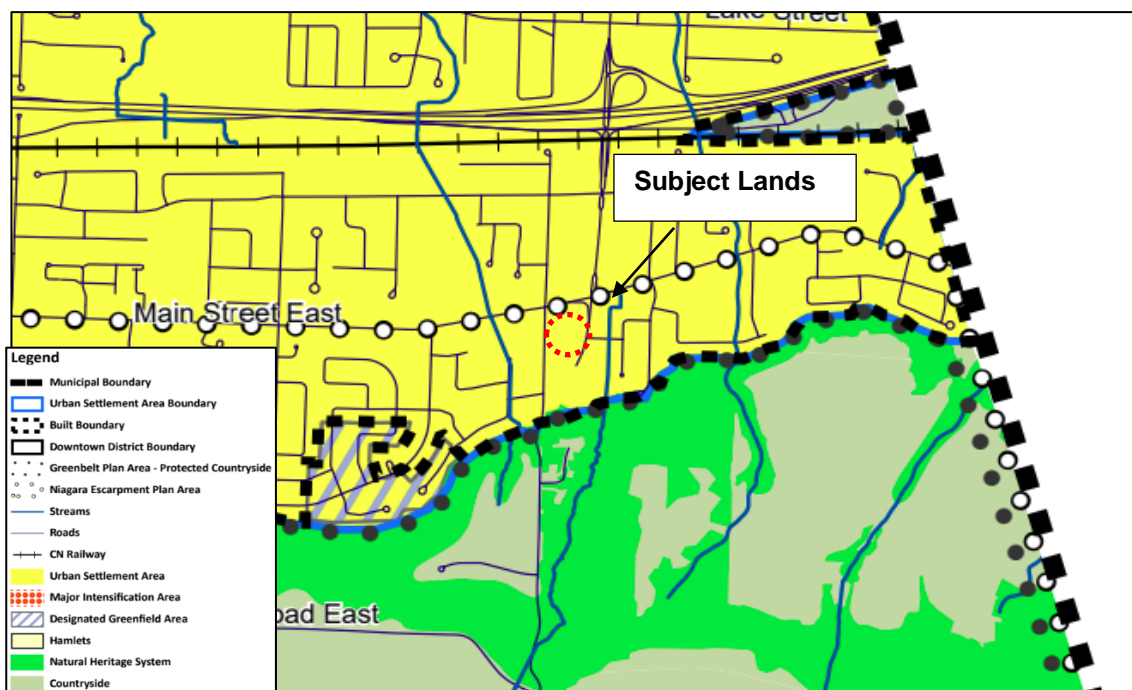 Lake Street
Subject Lands
Main Street East
Legend
Municipal Boundary
Urban Settlement Area Boundary
Built Boundary
Downtown District Boundary
Greenbelt Plan Area - Protected Countryside
Niagara Escarpment Plan Area
Streams
Roads
CN Railway
Urban Settlement Area
Major Intensification Area
Designated Greenfield Area
Hamlets
Natural Heritage System
Countryside
oad East